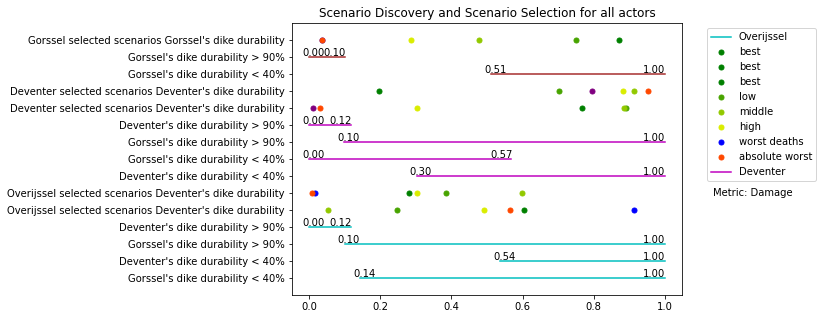 Scenario Discovery and Scenario Selection for all actors
Gorssel selected scenarios Gorssel's dike durability
Gorssel's dike durability > 90%
0.00
0.10
Gorssel's dike durability < 40%
0.51
1.00
Deventer selected scenarios Deventer's dike durability
Deventer selected scenarios Deventer's dike durability
Deventer's dike durability > 90%
0.00
0.12
Gorssel's dike durability > 90%
0.10
1.00
Gorssel's dike durability < 40%
0.00
0.57
Deventer's dike durability < 40%
0.30
1.00
Overijssel selected scenarios Deventer's dike durability
Overijssel selected scenarios Deventer's dike durability
Deventer's dike durability > 90%
0.00
0.12
Gorssel's dike durability > 90%
0.10
1.00
Deventer's dike durability < 40%
0.54
1.00
Gorssel's dike durability < 40%
0.14
1.00
0.0
0.2
0.4
0.6
0.8
1.0
Overijssel
best
best
best
low
middle
high
worst deaths
absolute worst
Deventer
Metric: Damage